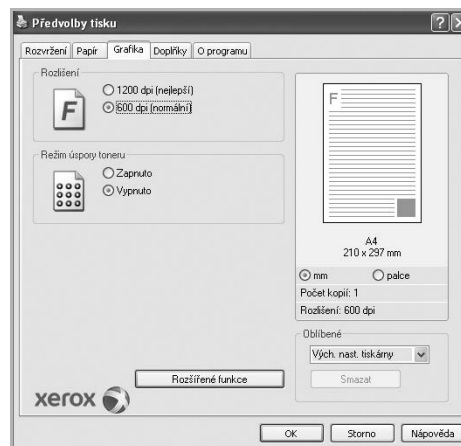 Předvolby tisku
Rozvržení Papír Grafika Doplňky O programu
Rozlišení
F
1200 dpi (nejlepší)
600 dpi (normální)
Režim úspory toneru
Zapnuto
Vypnuto
F
A4
210 x 297 mm
mm palce
Počet kopií: 1
Rozlišení: 600 dpi
Oblíbené
Vých. nast. tiskárny
Smazat
Rozšířené funkce
xerox
OK Storno Nápověda